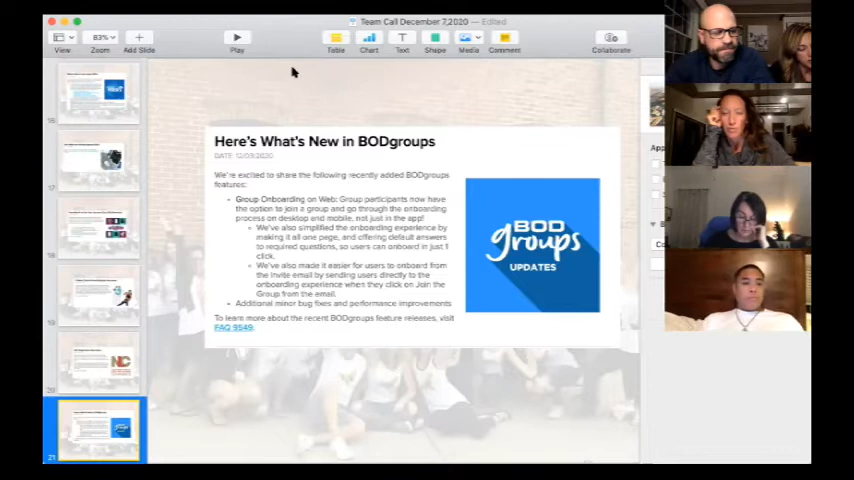 Team Call December 7,2020 — Edited
83%
View
Zoom
Add Slide
Play
Table
Chart
Text
Shape
Media
Comment
Collaborate
Here's What's New in BODgroups
DATE: 12/03/2020
We're excited to share the following recently added BODgroups
features:
• Group Onboarding on Web: Group participants now have
the option to join a group and go through the onboarding
process on desktop and mobile, not just in the app!
• We've also simplified the onboarding experience by
making it all one page, and offering default answers
to required questions, so users can onboard in just 1
click.
• We've also made it easier for users to onboard from
the invite email by sending users directly to the
onboarding experience when they click on Join the
Group from the email.
• Additional minor bug fixes and performance improvements
To learn more about the recent BODgroups feature releases, visit
FAQ 9549.
BOD
groups
UPDATES
16
17
18
19
20
21